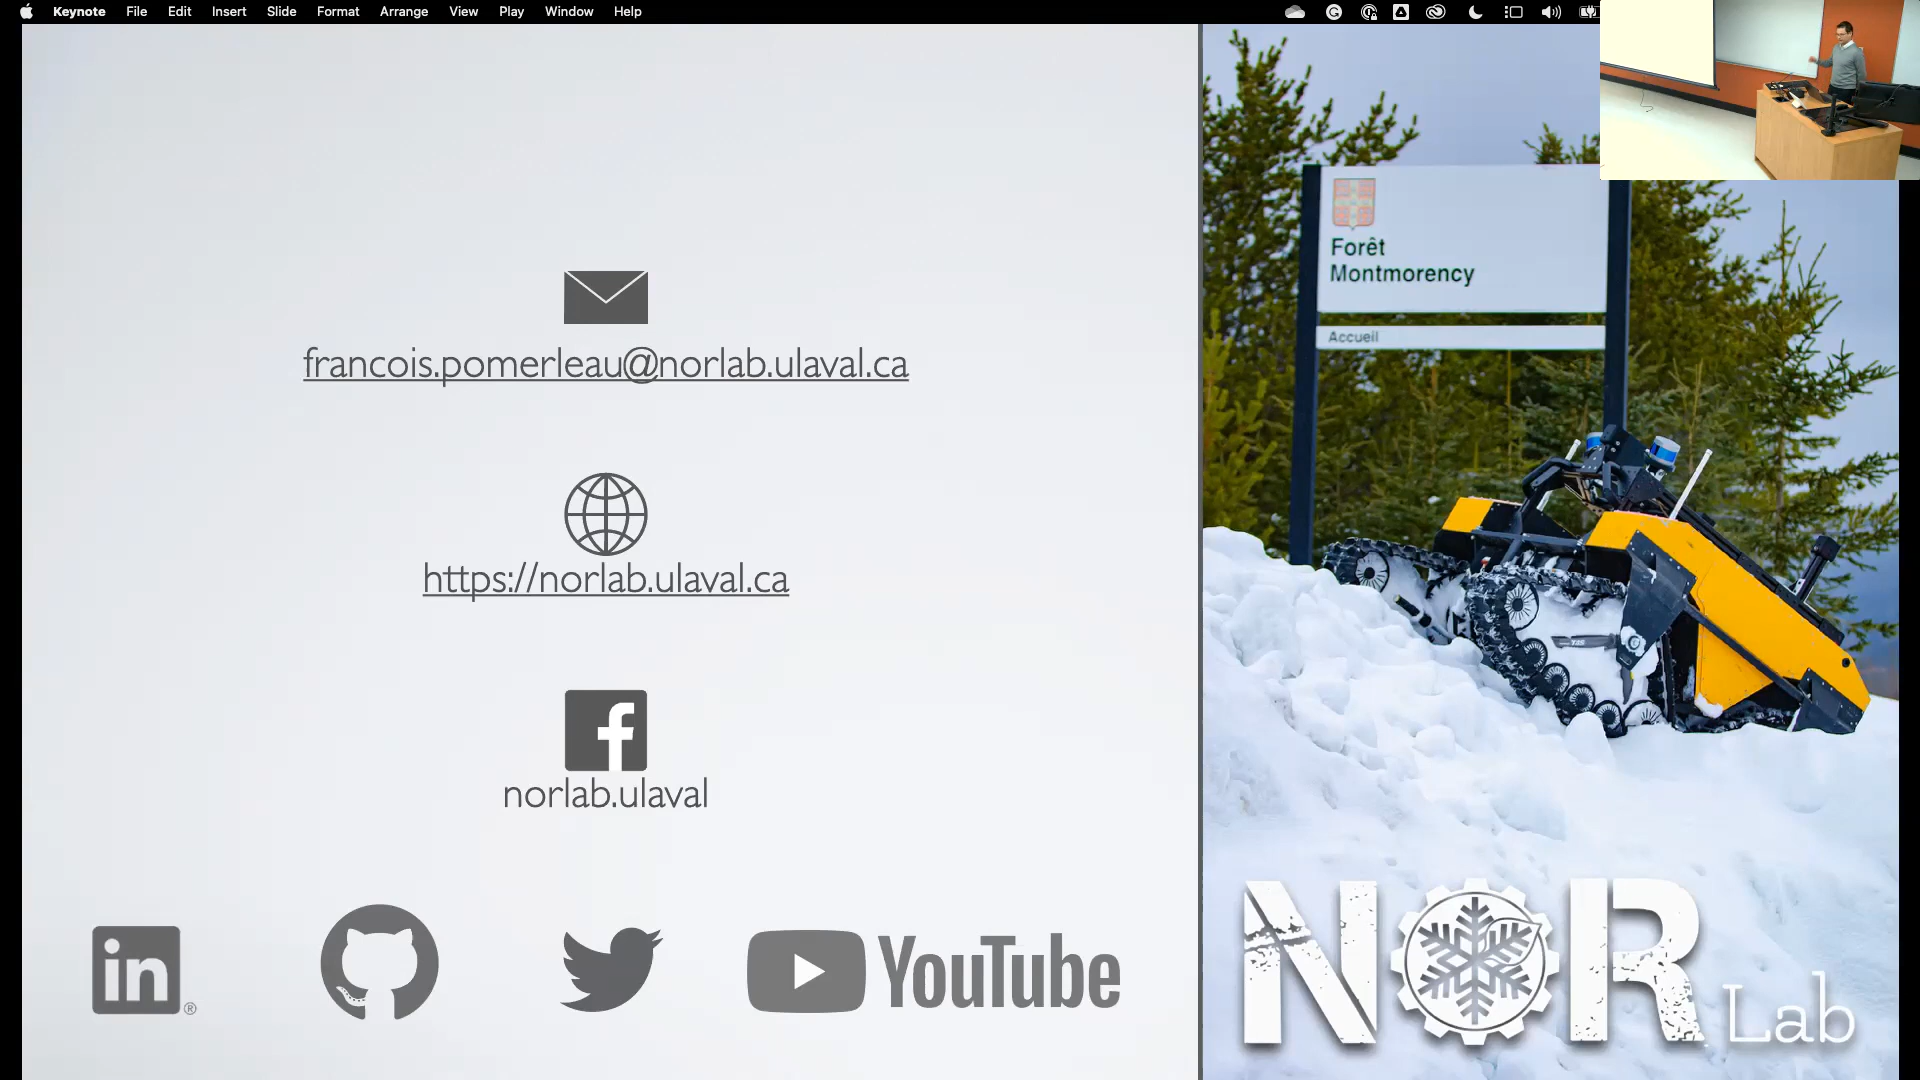 Keynote File Edit Insert Slide Format Arrange View Play Window Help
francois.pomerleau@norlab.ulaval.ca
https://norlab.ulaval.ca
norlab.ulaval
in
YouTube
Forêt
Montmorency
Accueil
NOR Lab